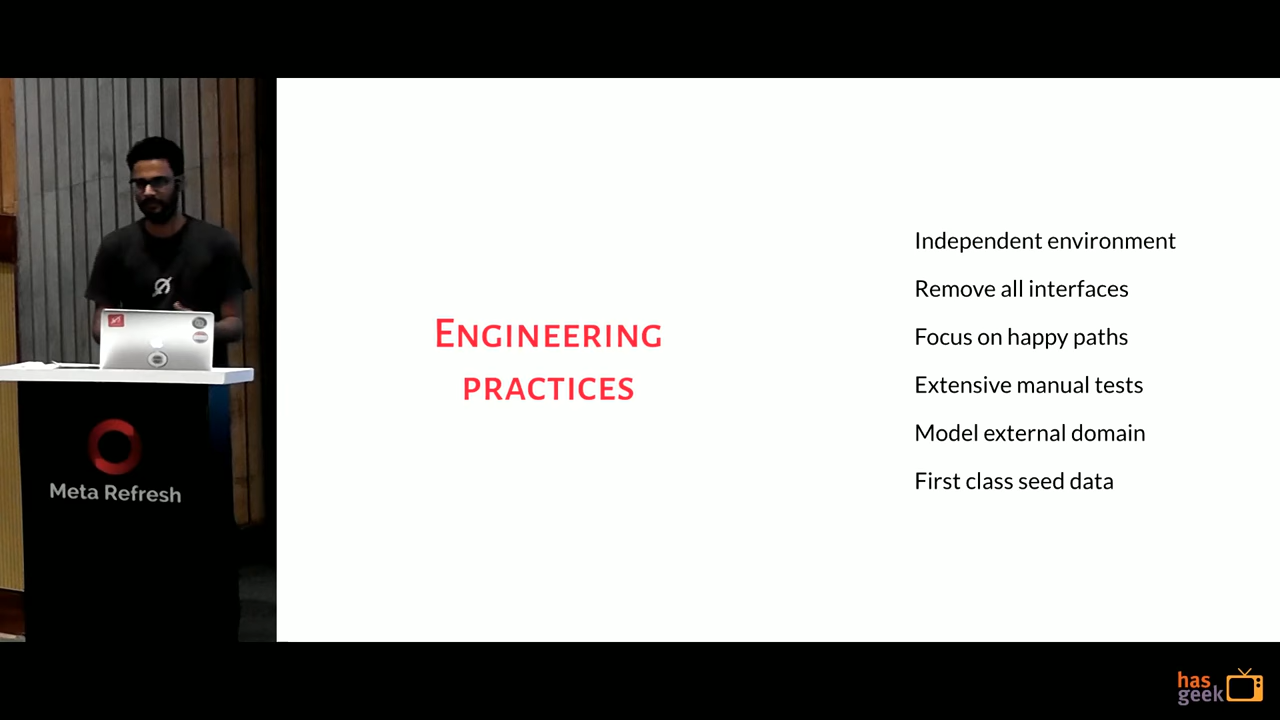 ENGINEERING
PRACTICES
Independent environment
Remove all interfaces
Focus on happy paths
Extensive manual tests
Model external domain
First class seed data
Meta Refresh
has
geek